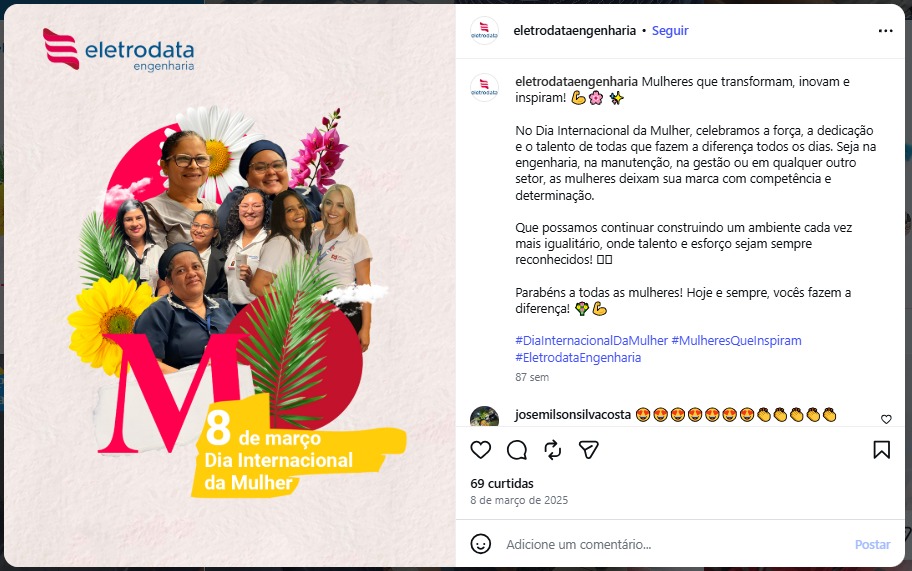 eletrodata
engenharia
8 de março
Dia Internacional
da Mulher
M
eletrodataengenharia • Seguir
eletrodataengenharia Mulheres que transformam, inovam e
inspiram! 💪🌸 ✨
No Dia Internacional da Mulher, celebramos a força, a dedicação
e o talento de todas que fazem a diferença todos os dias. Seja na
engenharia, na manutenção, na gestão ou em qualquer outro
setor, as mulheres deixam sua marca com competência e
determinação.
Que possamos continuar construindo um ambiente cada vez
mais igualitário, onde talento e esforço sejam sempre
reconhecidos! ▯▯
Parabéns a todas as mulheres! Hoje e sempre, vocês fazem a
diferença! 💐💪
#DiaInternacionalDaMulher #MulheresQueInspiram
#EletrodataEngenharia
87 sem
josemilsonsilvacosta 😍😍😍😍😍😍😍👏👏👏👏👏
69 curtidas
8 de março de 2025
Adicione um comentário...
Postar